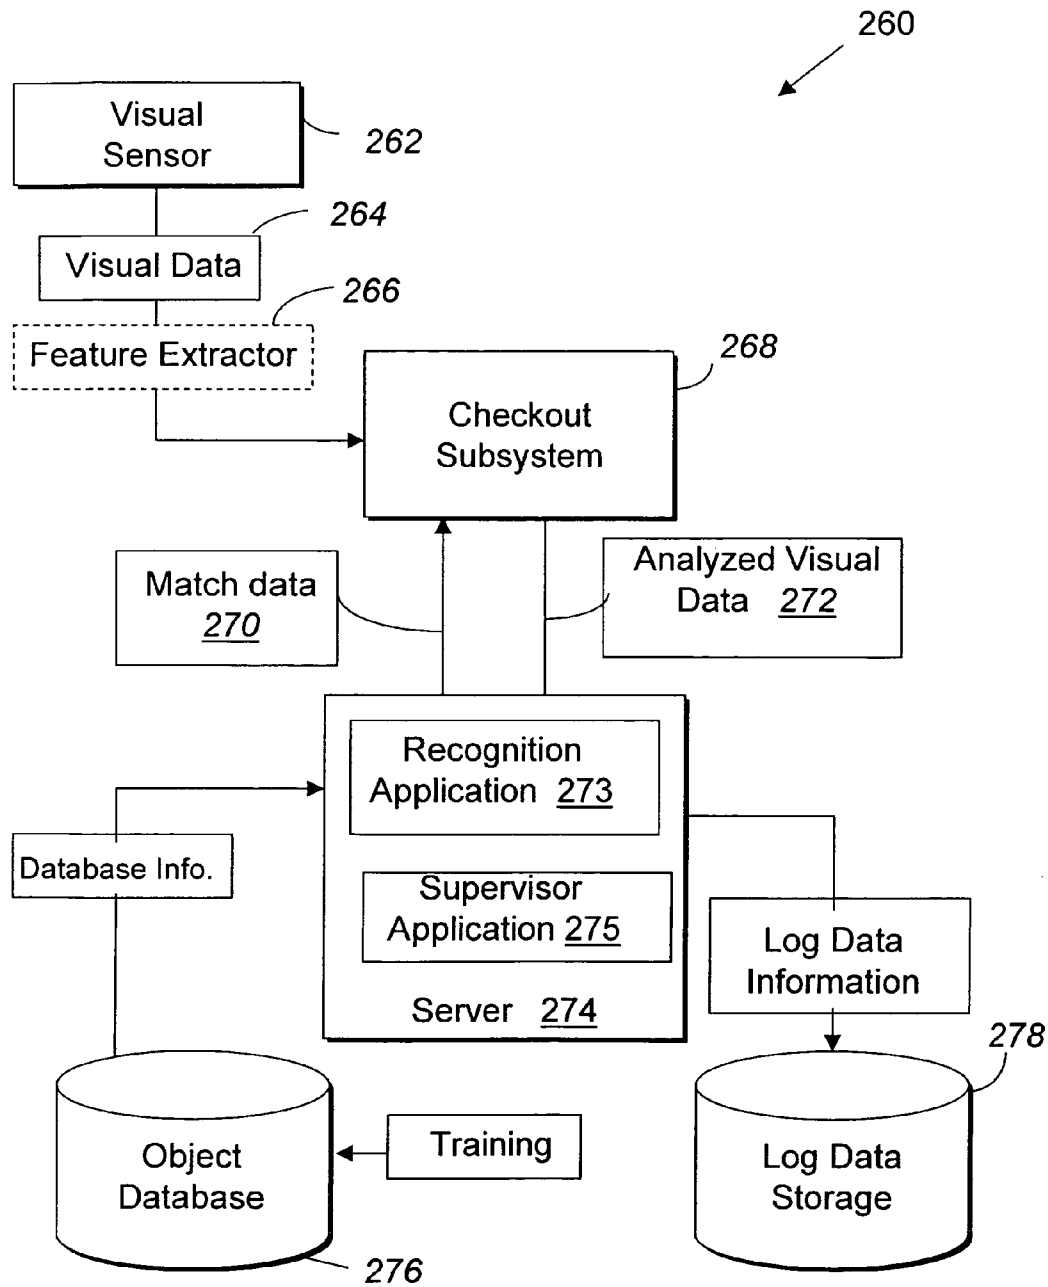 260
Visual
Sensor
262
264
Visual Data
266
Feature Extractor
268
Checkout
Subsystem
Match data
270
Analyzed Visual
Data 272
Recognition
Application 273
Database Info.
Supervisor
Application 275
Server 274
Log Data
Information
278
Object
Database
Training
Log Data
Storage
276